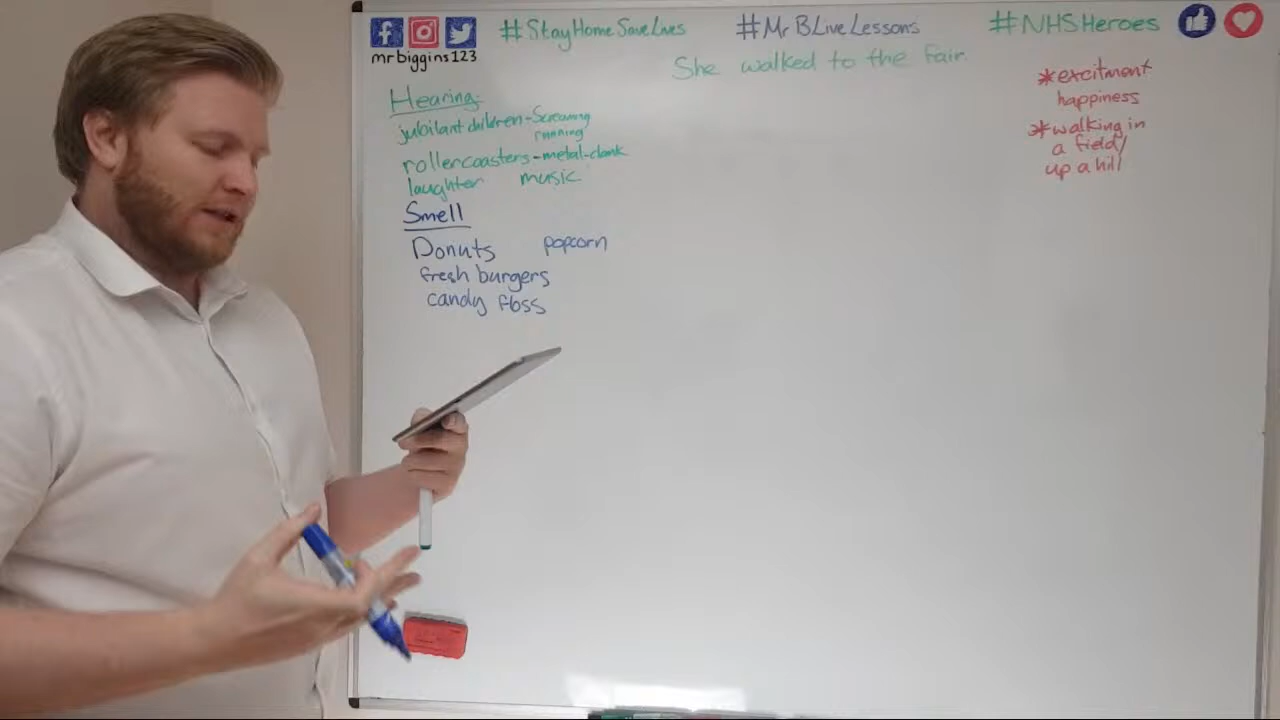 #StayHomeSaveLives #MrBLiveLessons #NHSHeroes
mrbiggins123
She walked to the fair
Hearing
jubilant children - Screaming
running
rollercoasters - metal - clank
laughter music
Smell
Donuts popcorn
fresh burgers
candy floss
*excitment
happiness
*walking in
a field/
up a hill